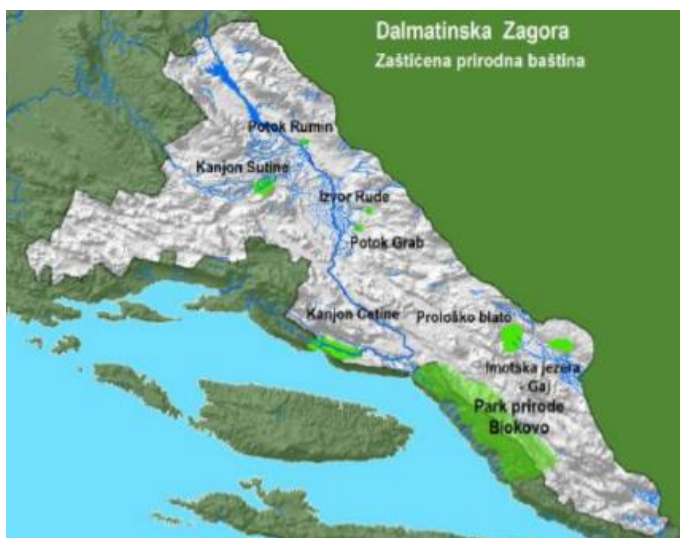 Dalmatinska Zagora
Zaštićena prirodna baština
Potok Rumin
Kanjon Sutine
Izvor Rude
Potok Grab
Kanjon Cetine
Prološko blato
Imotska jezera
- Gaj
Park prirode
Biokovo